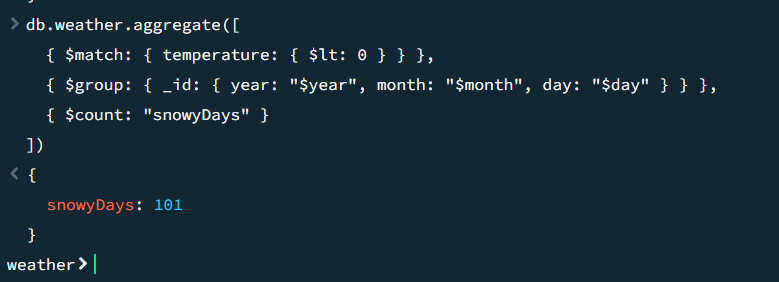 > db.weather.aggregate([
{ $match: { temperature: { $lt: 0 } } },
{ $group: { _id: { year: "$year", month: "$month", day: "$day" } } },
{ $count: "snowyDays" }
])
< {
snowyDays: 101
}
weather>